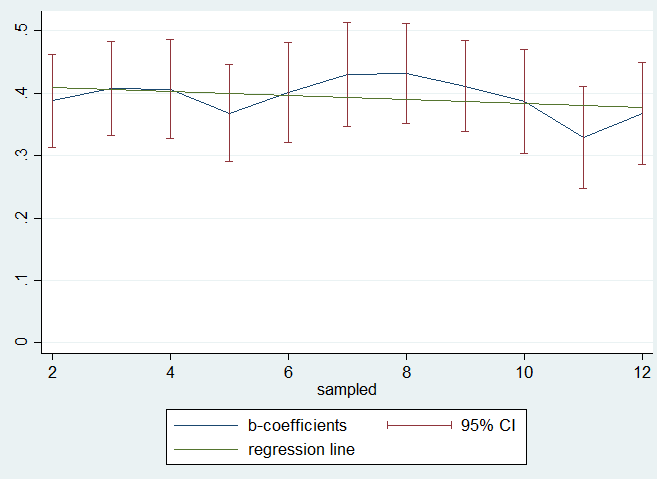 .5
.4
.3
.2
.1
0
2 4 6 8 10 12
sampled
b-coefficients 95% CI
regression line